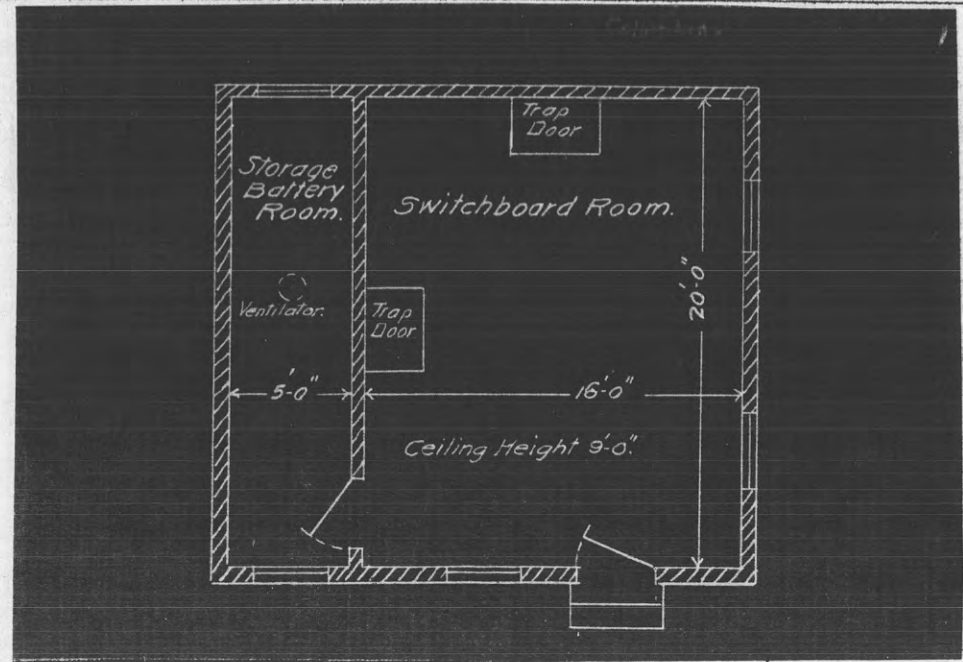 Trap
Door
Storage
Battery
Room.
Switchboard Room.
Ventilator.
Trap
Door
20'-0"
5'-0"
16'-0"
Ceiling Height 9'-0".